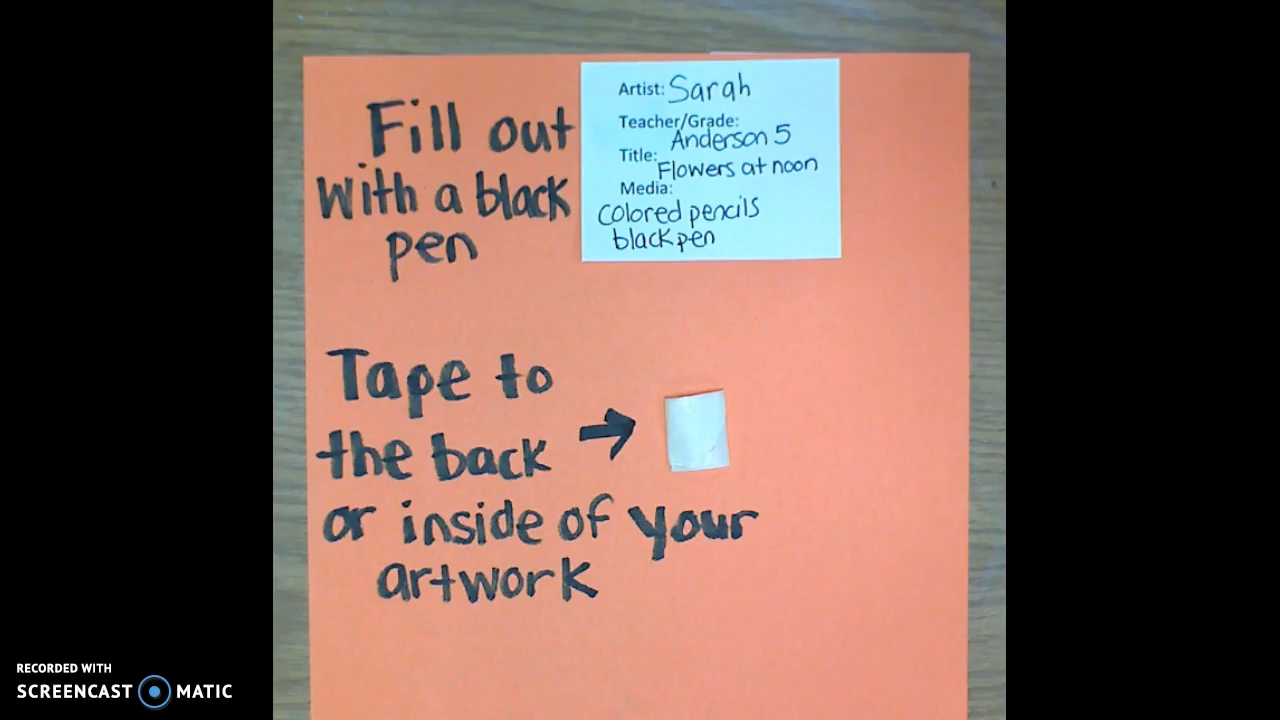 Fill out
with a black
pen
Artist: Sarah
Teacher/Grade:
Anderson 5
Title:
Flowers at noon
Media:
colored pencils
black pen
Tape to
the back →
or inside of your
artwork
RECORDED WITH
SCREENCAST MATIC